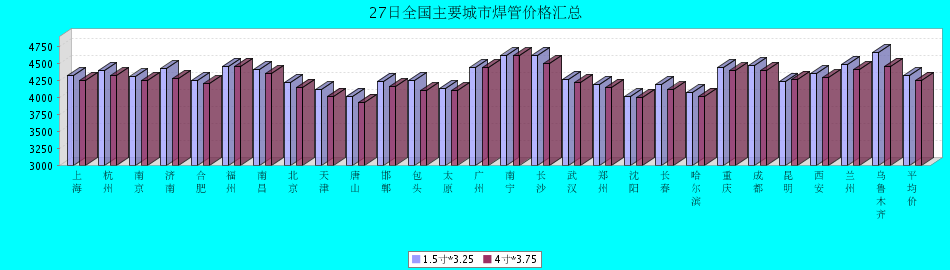 27日全国主要城市焊管价格汇总
4750
4500
4250
4000
3750
3500
3250
3000
上海
杭州
南京
济南
合肥
福州
南昌
北京
天津
唐山
邯郸
包头
太原
广州
南宁
长沙
武汉
郑州
沈阳
长春
哈尔滨
重庆
成都
昆明
西安
兰州
乌鲁木齐
平均价
1.5寸*3.25
4寸*3.75